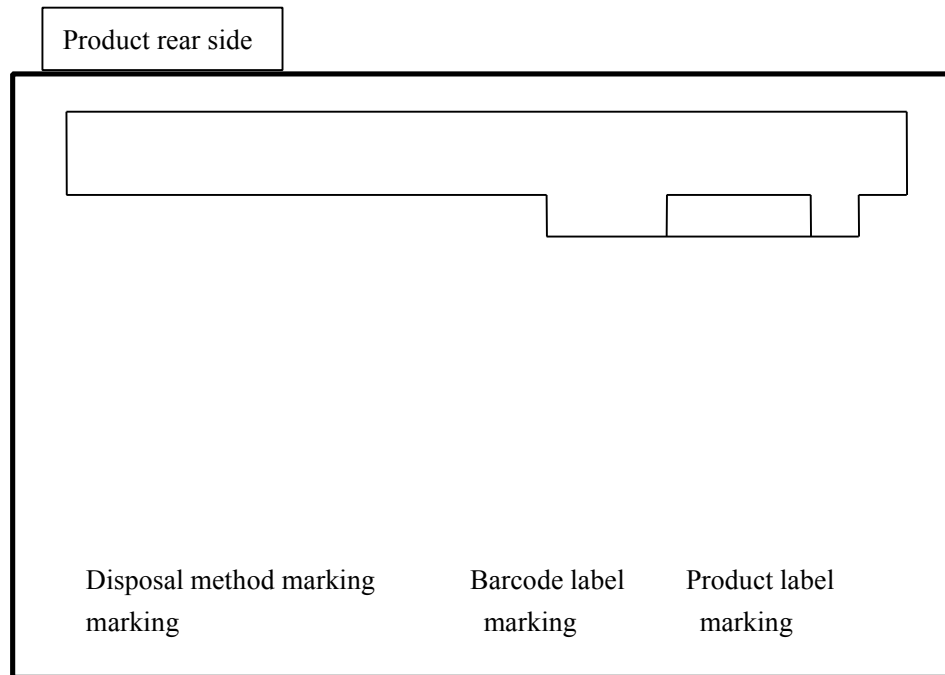 Product rear side
Disposal method marking Barcode label Product label
marking marking marking